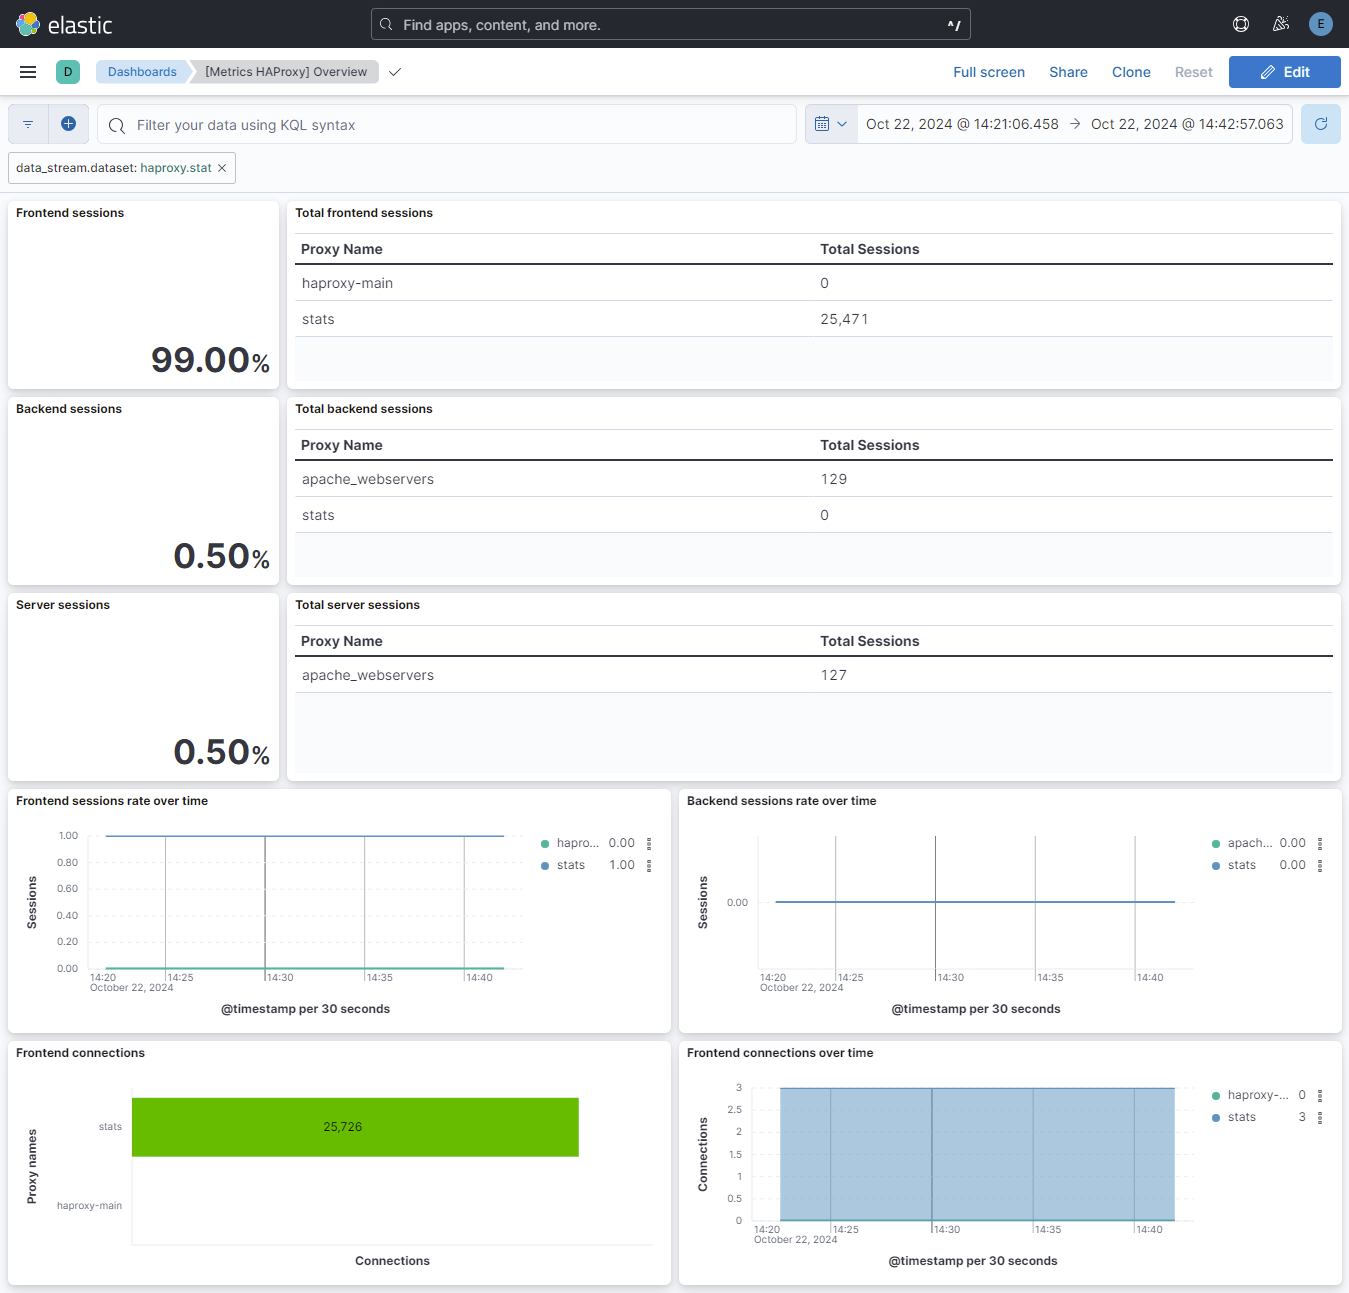 elastic
Find apps, content, and more.
^/
E
D
Dashboards
[Metrics HAProxy] Overview
Full screen
Share
Clone
Reset
Edit
Filter your data using KQL syntax
Oct 22, 2024 @ 14:21:06.458 → Oct 22, 2024 @ 14:42:57.063
data_stream.dataset: haproxy.stat ×
Frontend sessions
99.00%
Total frontend sessions
Proxy Name Total Sessions
haproxy-main 0
stats 25,471
Backend sessions
0.50%
Total backend sessions
Proxy Name Total Sessions
apache_webservers 129
stats 0
Server sessions
0.50%
Total server sessions
Proxy Name Total Sessions
apache_webservers 127
Frontend sessions rate over time
Sessions
1.00
0.80
0.60
0.40
0.20
0.00
14:20 14:25 14:30 14:35 14:40
October 22, 2024
@timestamp per 30 seconds
hapro... 0.00
stats 1.00
Backend sessions rate over time
Sessions
0.00
14:20 14:25 14:30 14:35 14:40
October 22, 2024
@timestamp per 30 seconds
apach... 0.00
stats 0.00
Frontend connections
Proxy names
stats
25,726
haproxy-main
Connections
Frontend connections over time
Connections
3
2.5
2
1.5
1
0.5
0
14:20 14:25 14:30 14:35 14:40
October 22, 2024
@timestamp per 30 seconds
haproxy-... 0
stats 3